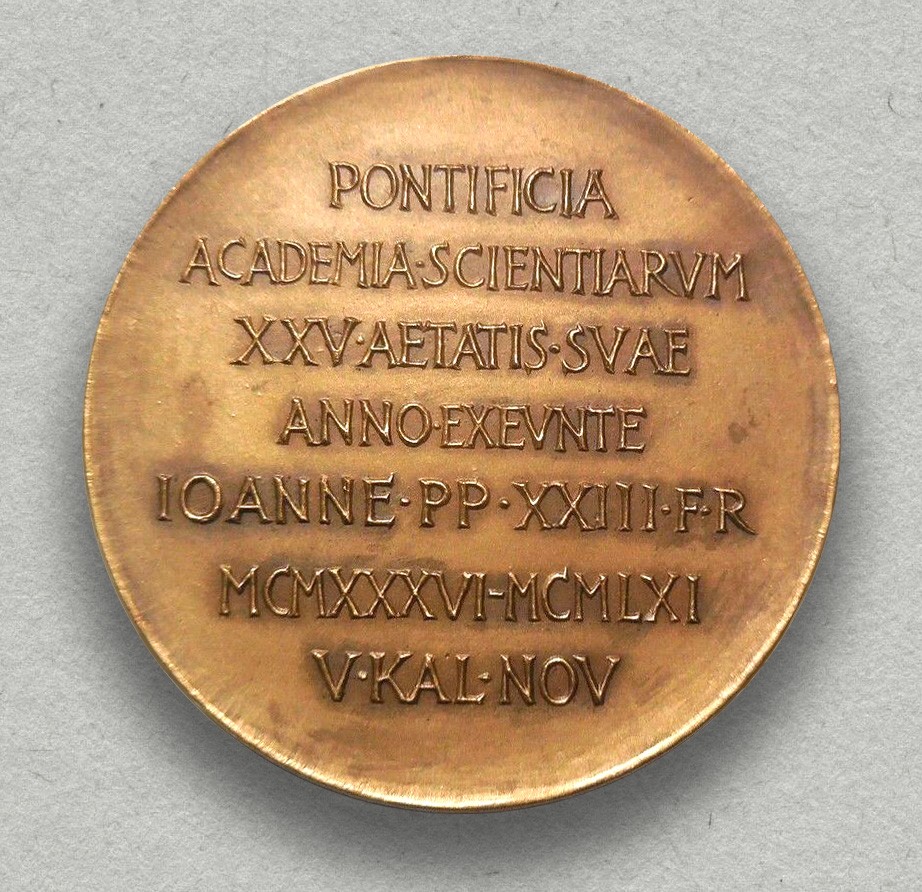 PONTIFICIA
ACADEMIA·SCIENTIARVM
XXV·AETATIS·SVAE
ANNO·EXEVNTE
IOANNE·PP·XXIII·F·R
MCMXXXVI-MCMLXI
V·KAL·NOV